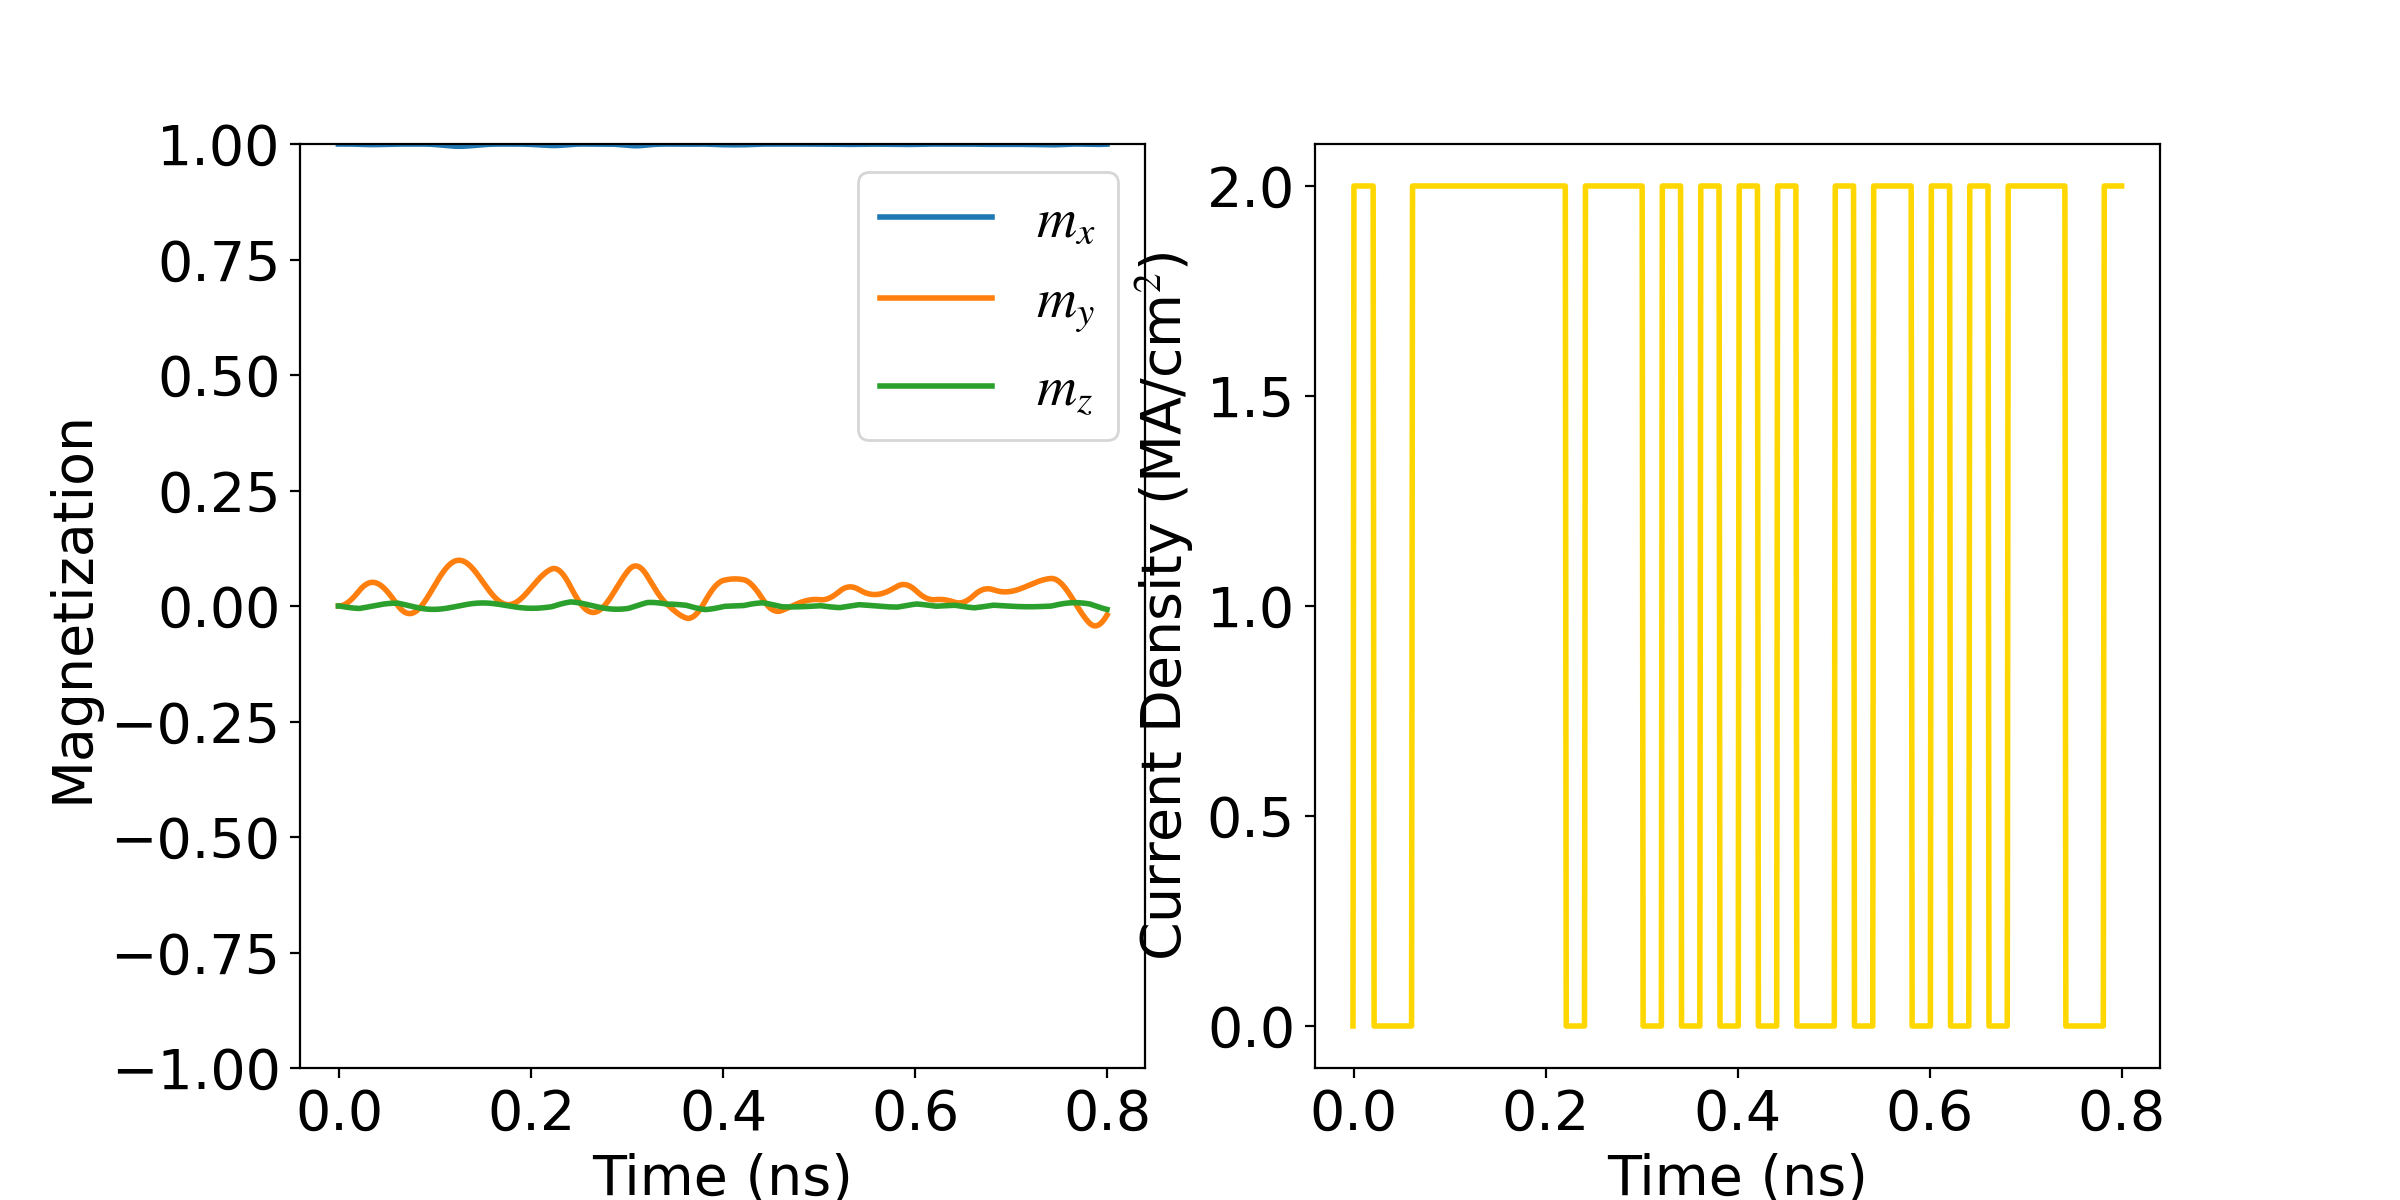 Magnetization
1.00
0.75
0.50
0.25
0.00
−0.25
−0.50
−0.75
−1.00
0.0 0.2 0.4 0.6 0.8
Time (ns)
m_x
m_y
m_z
Current Density (MA/cm²)
2.0
1.5
1.0
0.5
0.0
0.0 0.2 0.4 0.6 0.8
Time (ns)